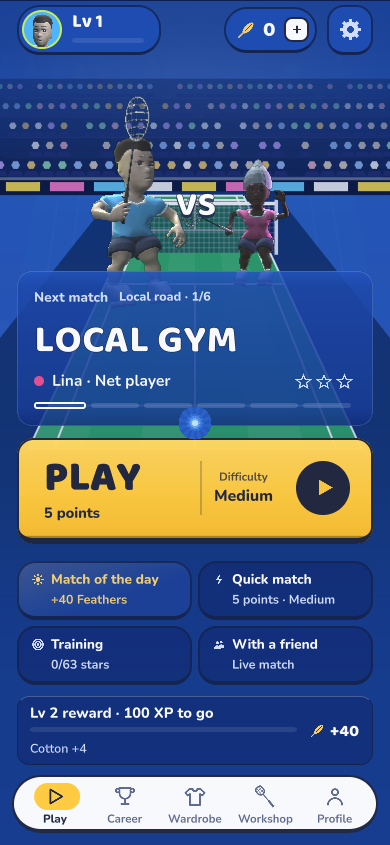 Lv 1
0
+
VS
Next match Local road · 1/6
LOCAL GYM
Lina · Net player
PLAY
5 points
Difficulty
Medium
Match of the day
+40 Feathers
Quick match
5 points · Medium
Training
0/63 stars
With a friend
Live match
Lv 2 reward · 100 XP to go
+40
Cotton +4
Play
Career
Wardrobe
Workshop
Profile